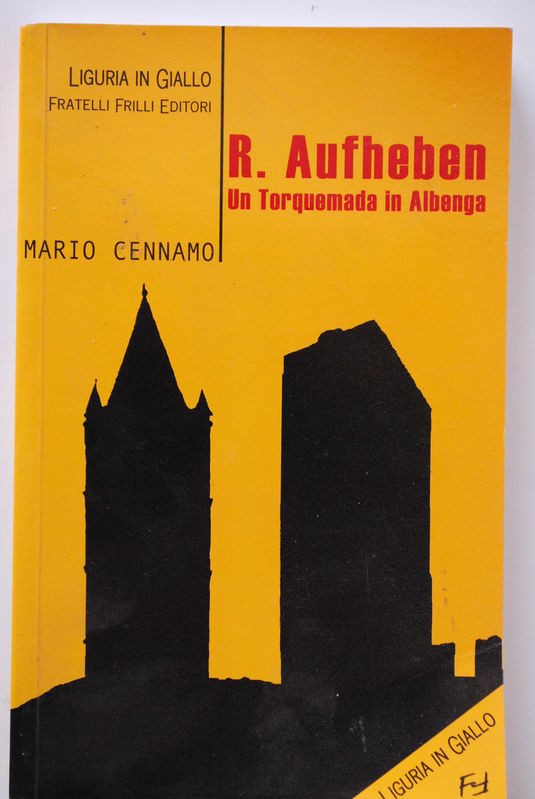 LIGURIA IN GIALLO
FRATELLI FRILLI EDITORI
R. Aufheben
Un Torquemada in Albenga
MARIO CENNAMO
LIGURIA IN GIALLO
FF